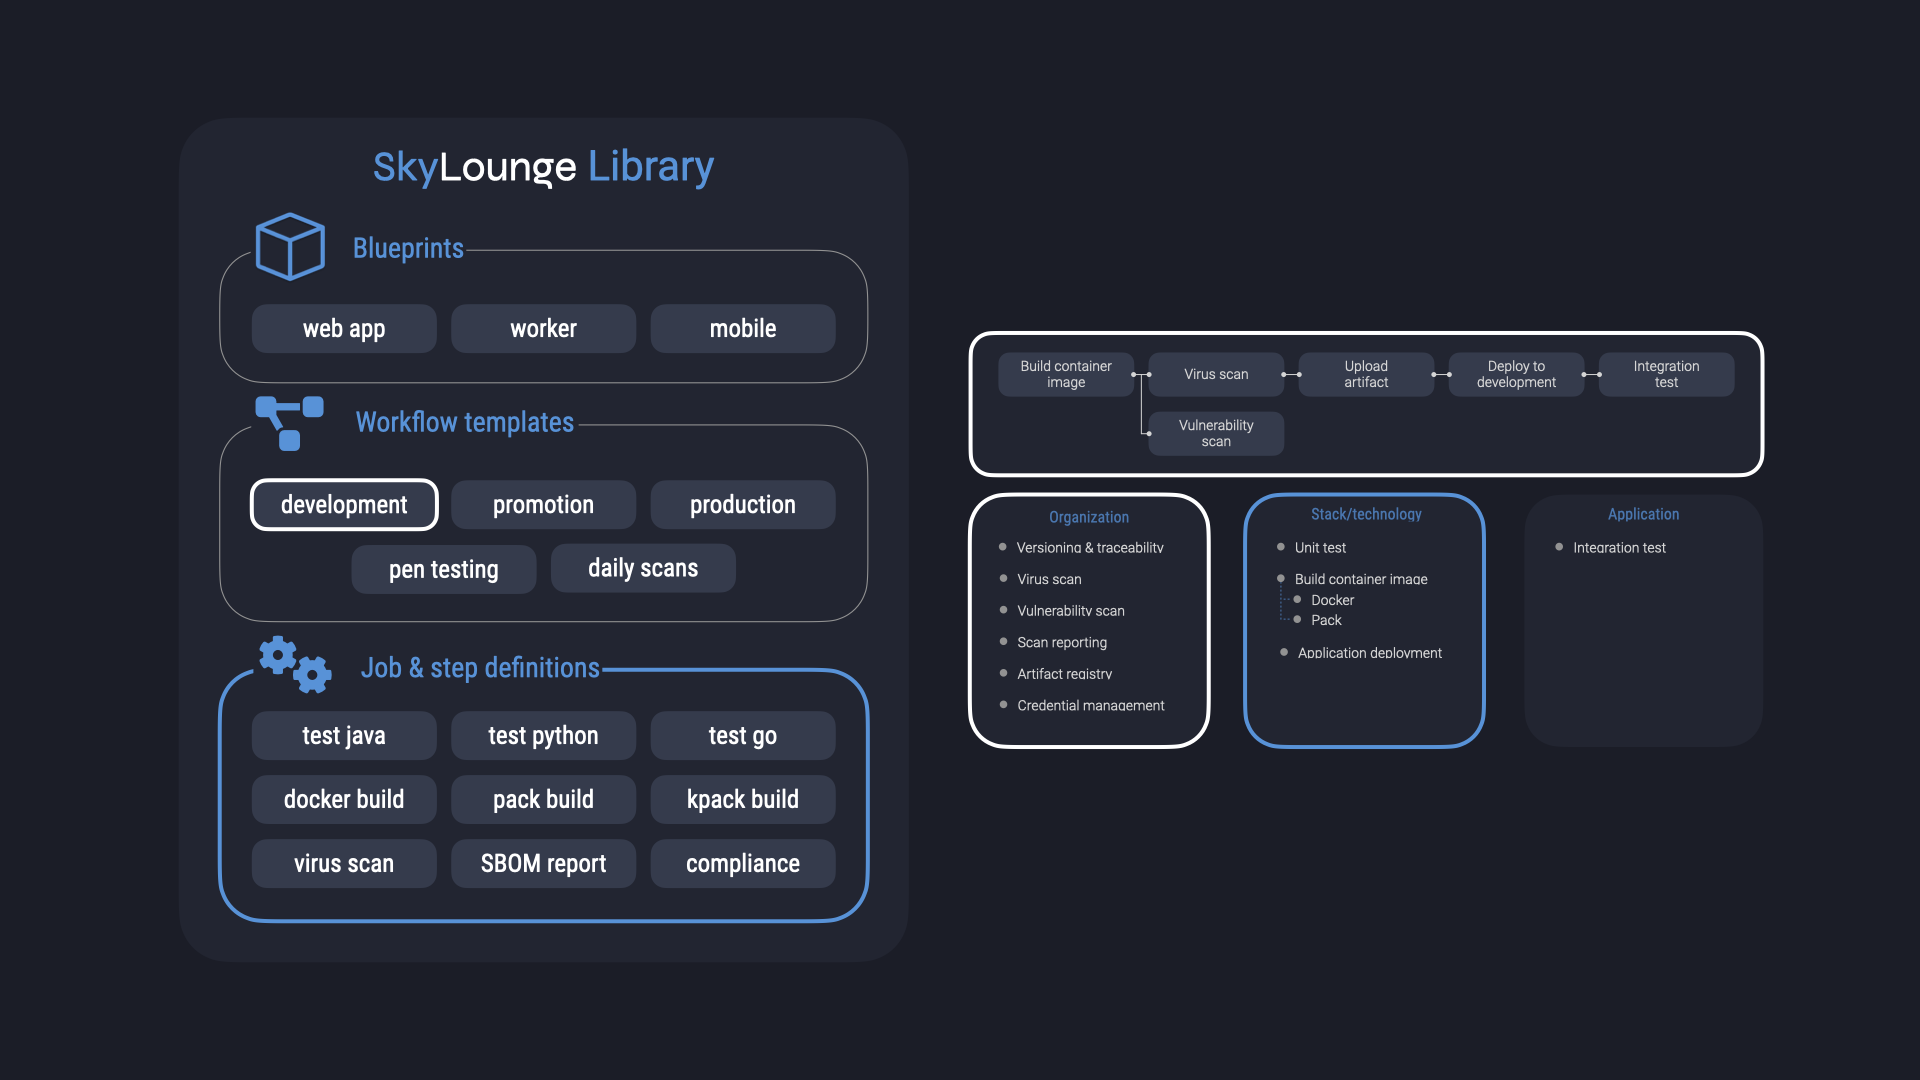 SkyLounge Library
Blueprints
web app
worker
mobile
Workflow templates
development
promotion
production
pen testing
daily scans
Job & step definitions
test java
test python
test go
docker build
pack build
kpack build
virus scan
SBOM report
compliance
Build container
image
Virus scan
Upload
artifact
Deploy to
development
Integration
test
Vulnerability
scan
Organization
Versioning & traceability
Virus scan
Vulnerability scan
Scan reporting
Artifact registry
Credential management
Stack/technology
Unit test
Build container image
Docker
Pack
Application deployment
Application
Integration test